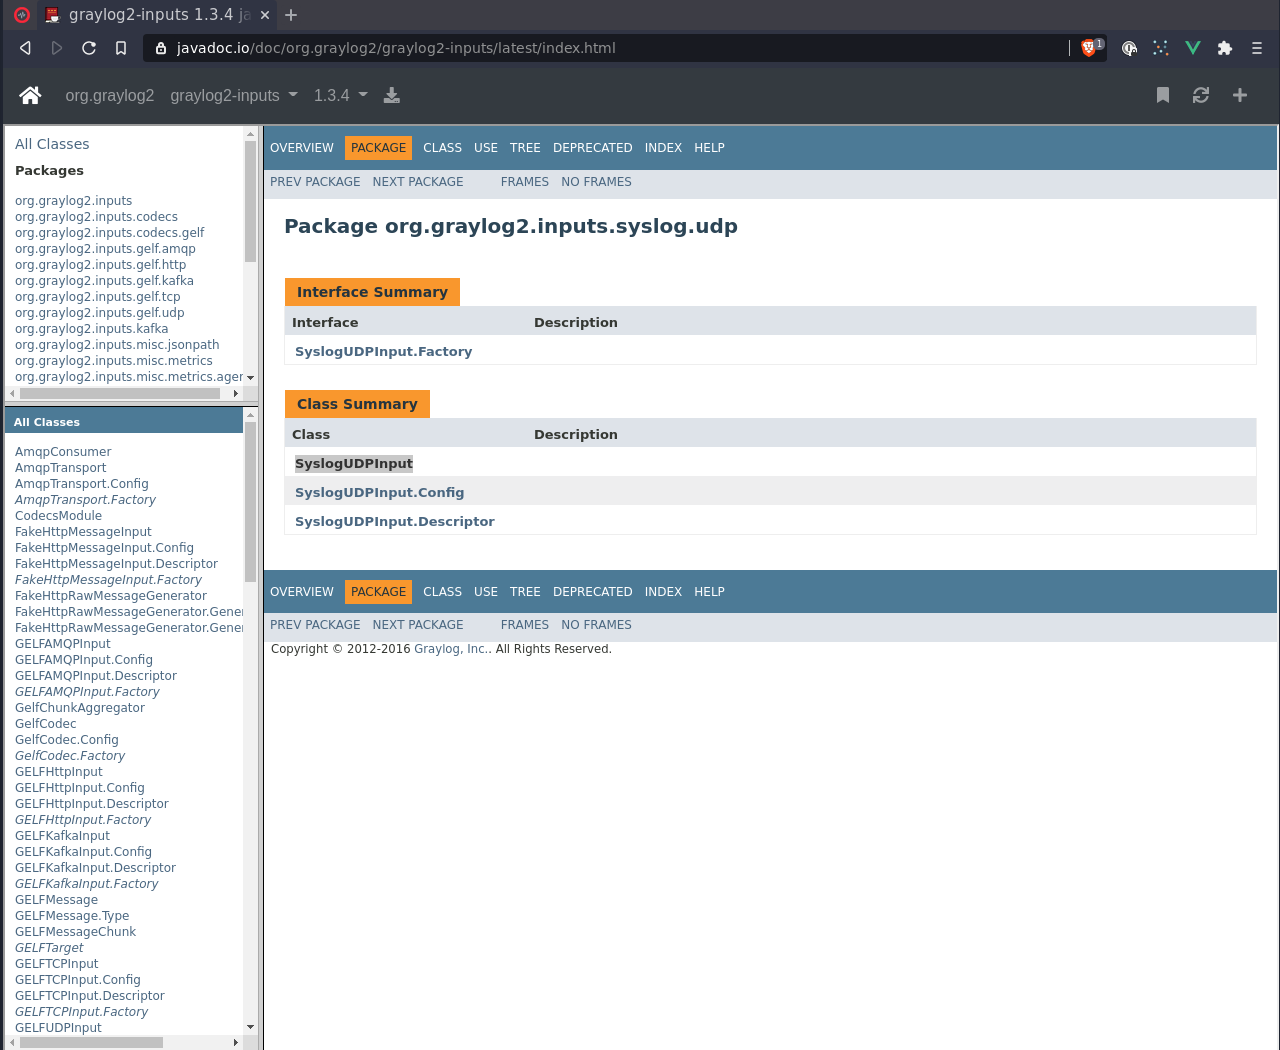 graylog2-inputs 1.3.4 ja
javadoc.io/doc/org.graylog2/graylog2-inputs/latest/index.html
1
org.graylog2 graylog2-inputs 1.3.4
All Classes
Packages
org.graylog2.inputs
org.graylog2.inputs.codecs
org.graylog2.inputs.codecs.gelf
org.graylog2.inputs.gelf.amqp
org.graylog2.inputs.gelf.http
org.graylog2.inputs.gelf.kafka
org.graylog2.inputs.gelf.tcp
org.graylog2.inputs.gelf.udp
org.graylog2.inputs.kafka
org.graylog2.inputs.misc.jsonpath
org.graylog2.inputs.misc.metrics
org.graylog2.inputs.misc.metrics.agen
All Classes
AmqpConsumer
AmqpTransport
AmqpTransport.Config
AmqpTransport.Factory
CodecsModule
FakeHttpMessageInput
FakeHttpMessageInput.Config
FakeHttpMessageInput.Descriptor
FakeHttpMessageInput.Factory
FakeHttpRawMessageGenerator
FakeHttpRawMessageGenerator.Gener
FakeHttpRawMessageGenerator.Gener
GELFAMQPInput
GELFAMQPInput.Config
GELFAMQPInput.Descriptor
GELFAMQPInput.Factory
GelfChunkAggregator
GelfCodec
GelfCodec.Config
GelfCodec.Factory
GELFHttpInput
GELFHttpInput.Config
GELFHttpInput.Descriptor
GELFHttpInput.Factory
GELFKafkaInput
GELFKafkaInput.Config
GELFKafkaInput.Descriptor
GELFKafkaInput.Factory
GELFMessage
GELFMessage.Type
GELFMessageChunk
GELFTarget
GELFTCPInput
GELFTCPInput.Config
GELFTCPInput.Descriptor
GELFTCPInput.Factory
GELFUDPInput
OVERVIEW PACKAGE CLASS USE TREE DEPRECATED INDEX HELP
PREV PACKAGE NEXT PACKAGE FRAMES NO FRAMES
Package org.graylog2.inputs.syslog.udp
Interface Summary
Interface Description
SyslogUDPInput.Factory
Class Summary
Class Description
SyslogUDPInput
SyslogUDPInput.Config
SyslogUDPInput.Descriptor
OVERVIEW PACKAGE CLASS USE TREE DEPRECATED INDEX HELP
PREV PACKAGE NEXT PACKAGE FRAMES NO FRAMES
Copyright © 2012-2016 Graylog, Inc.. All Rights Reserved.